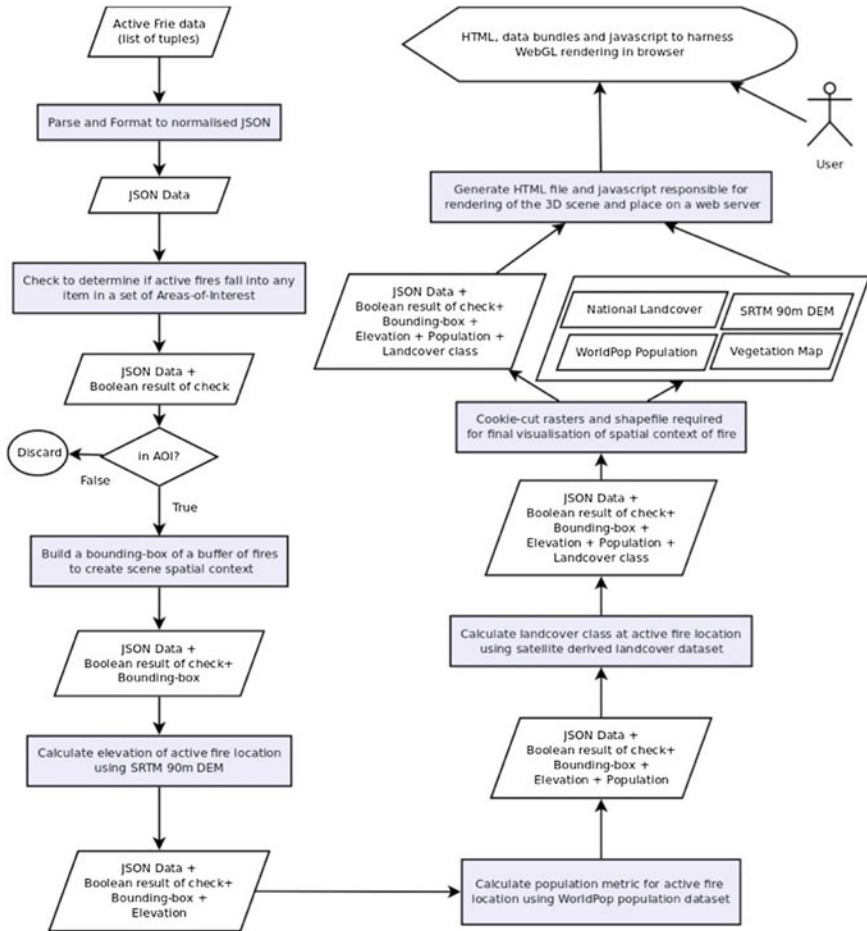 Active Frie data
(list of tuples)
Parse and Format to normalised JSON
JSON Data
Check to determine if active fires fall into any
item in a set of Areas-of-Interest
JSON Data +
Boolean result of check
in AOI?
Discard
False
True
Build a bounding-box of a buffer of fires
to create scene spatial context
JSON Data +
Boolean result of check+
Bounding-box
Calculate elevation of active fire location
using SRTM 90m DEM
JSON Data +
Boolean result of check+
Bounding-box +
Elevation
Calculate population metric for active fire
location using WorldPop population dataset
JSON Data +
Boolean result of check+
Bounding-box +
Elevation + Population
Calculate landcover class at active fire location
using satellite derived landcover dataset
JSON Data +
Boolean result of check+
Bounding-box +
Elevation + Population +
Landcover class
Cookie-cut rasters and shapefile required
for final visualisation of spatial context of fire
JSON Data +
Boolean result of check+
Bounding-box +
Elevation + Population +
Landcover class
National Landcover
SRTM 90m DEM
WorldPop Population
Vegetation Map
Generate HTML file and javascript responsible for
rendering of the 3D scene and place on a web server
HTML, data bundles and javascript to harness
WebGL rendering in browser
User